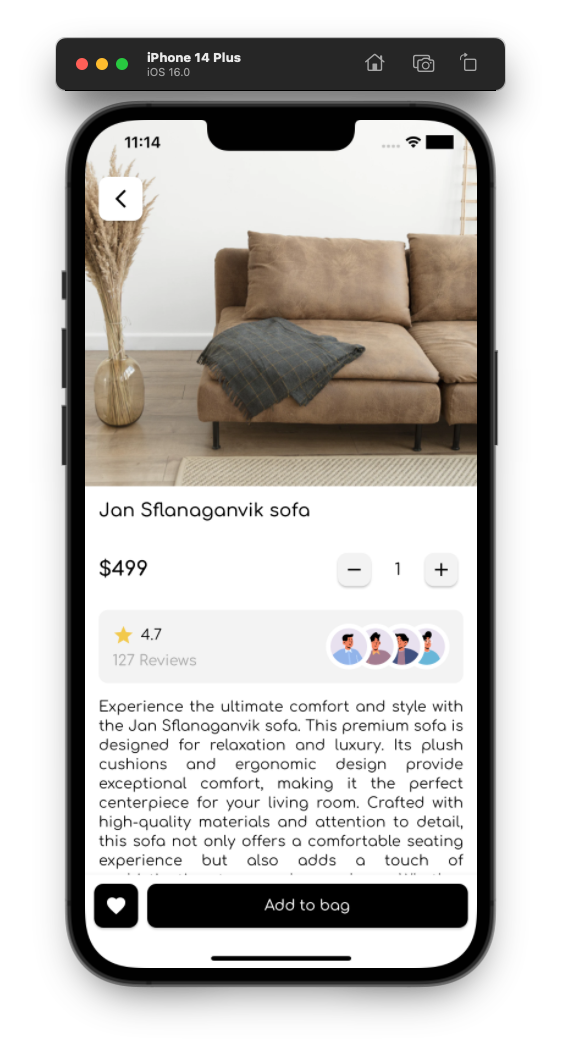 iPhone 14 Plus
iOS 16.0
11:14
Jan Sflanaganvik sofa
$499
1
4.7
127 Reviews
Experience the ultimate comfort and style with
the Jan Sflanaganvik sofa. This premium sofa is
designed for relaxation and luxury. Its plush
cushions and ergonomic design provide
exceptional comfort, making it the perfect
centerpiece for your living room. Crafted with
high-quality materials and attention to detail,
this sofa not only offers a comfortable seating
experience but also adds a touch of
Add to bag